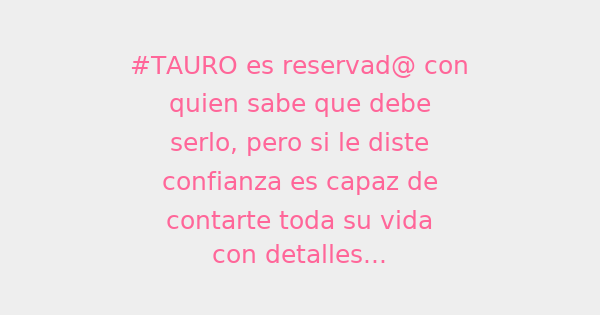 #TAURO es reservad@ con
quien sabe que debe
serlo, pero si le diste
confianza es capaz de
contarte toda su vida
con detalles...